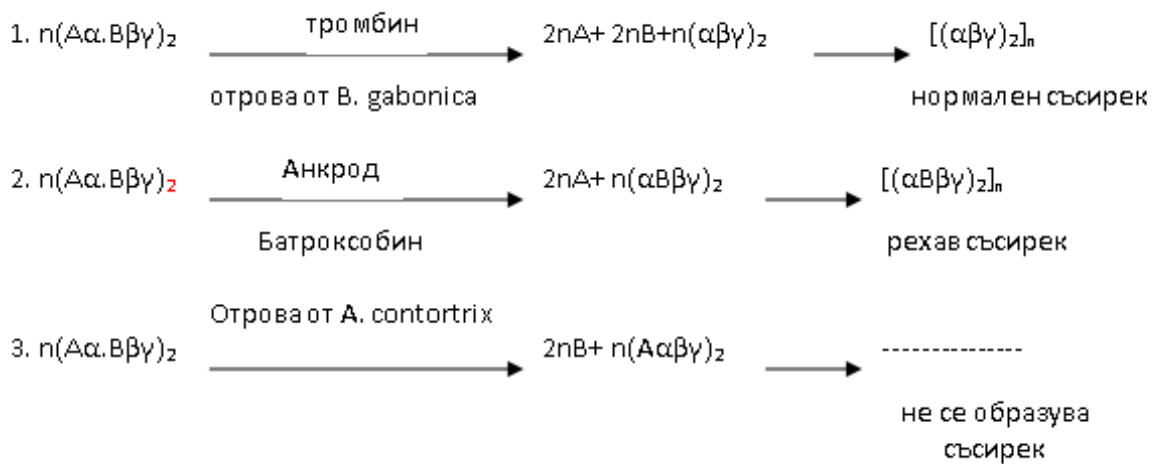 1. n(Aα.Bβγ)₂ тромбин 2nA+ 2nB+n(αβγ)₂ [(αβγ)₂]ₙ
отрова от B. gabonica нормален съсирек
2. n(Aα.Bβγ)₂ Анкрод 2nA+ n(αBβγ)₂ [(αBβγ)₂]ₙ
Батроксобин рехав съсирек
Отрова от A. contortrix
3. n(Aα.Bβγ)₂ 2nB+ n(Aαβγ)₂ ---------------
не се образува
съсирек